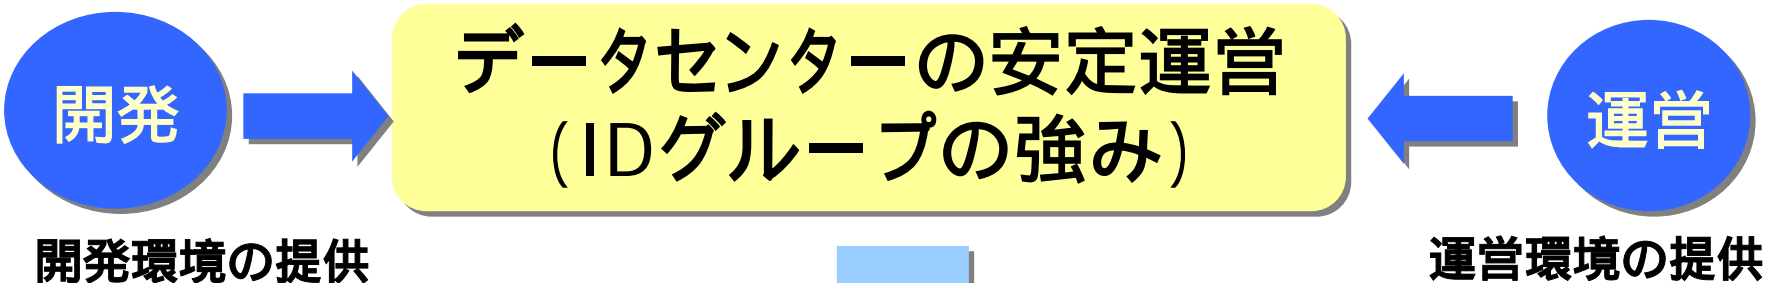 開発
データセンターの安定運営
(IDグループの強み)
運営
開発環境の提供
運営環境の提供